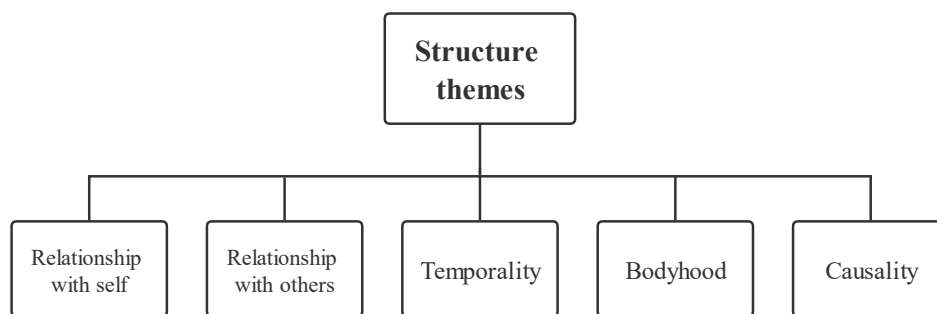 Structure
themes
Relationship
with self
Relationship
with others
Temporality
Bodyhood
Causality